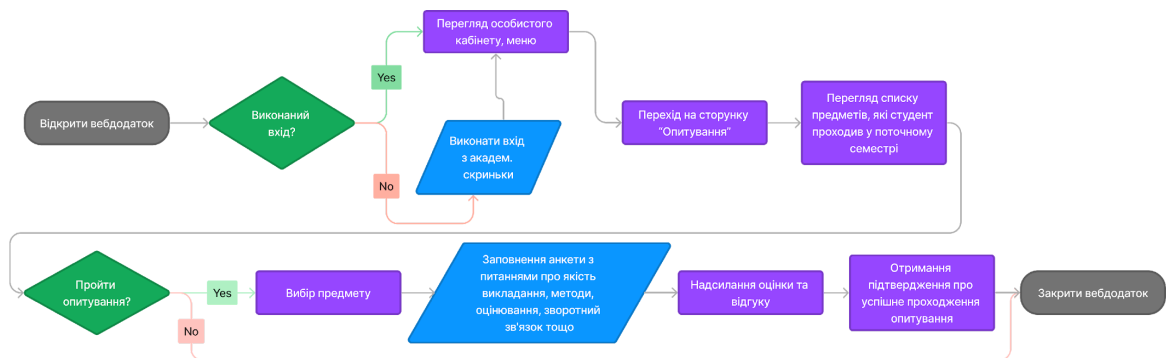 Перегляд особистого
кабінету, меню
Yes
Відкрити вебдодаток
Виконаний
вхід?
Виконати вхід
з академ.
скриньки
No
Перехід на сторунку
“Опитування”
Перегляд списку
предметів, які студент
проходив у поточному
семестрі
Пройти
опитування?
Yes
No
Вибір предмету
Заповнення анкети з
питаннями про якість
викладання, методи,
оцінювання, зворотний
зв'язок тощо
Надсилання оцінки та
відгуку
Отримання
підтвердження про
успішне проходження
опитування
Закрити вебдодаток